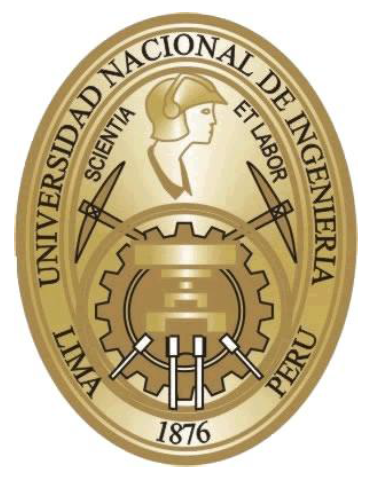 UNIVERSIDAD NACIONAL DE INGENIERIA
SCIENTIA ET LABOR
LIMA PERU
1876